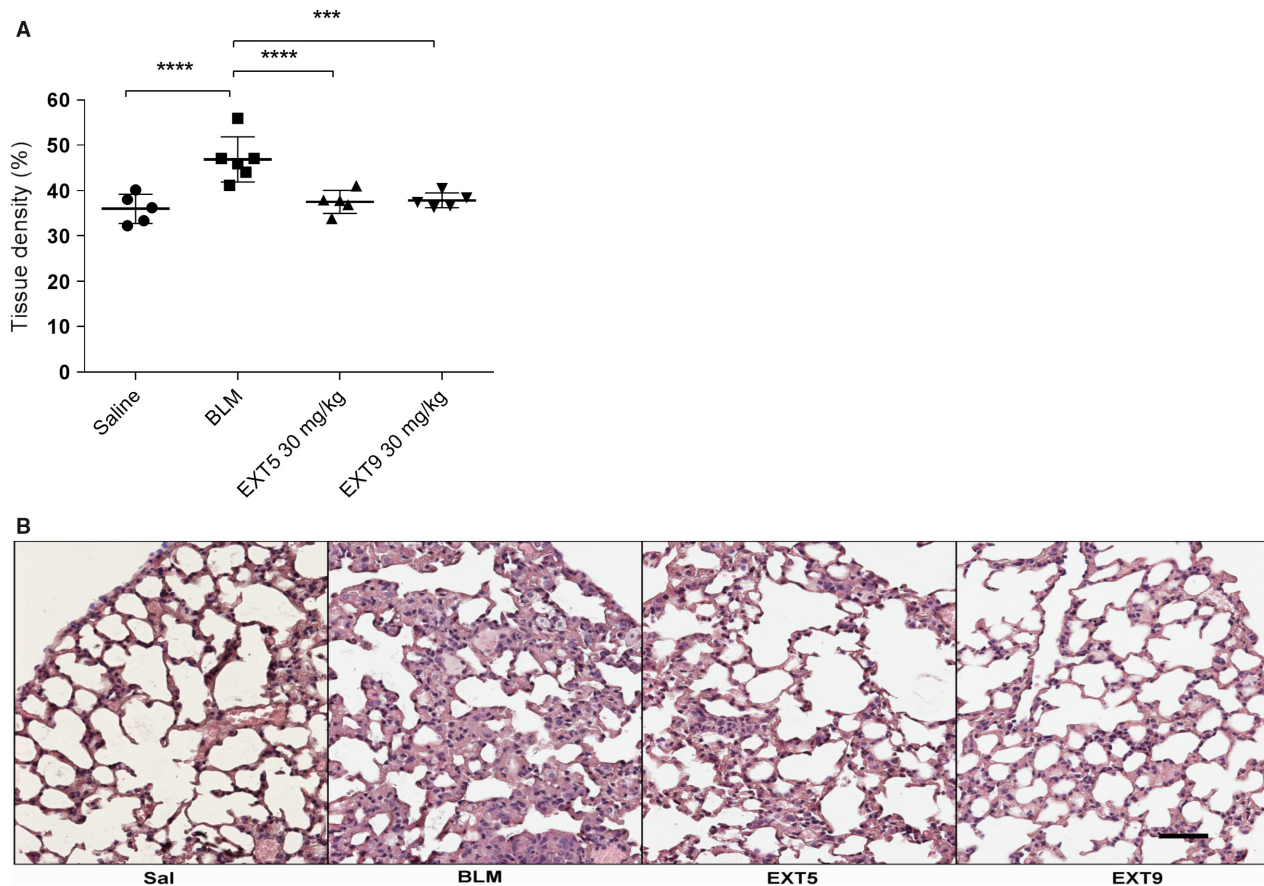 A
***
****
****
60
50
40
30
20
10
0
Tissue density (%)
Saline
BLM
EXT5 30 mg/kg
EXT9 30 mg/kg
B
Sal
BLM
EXT5
EXT9